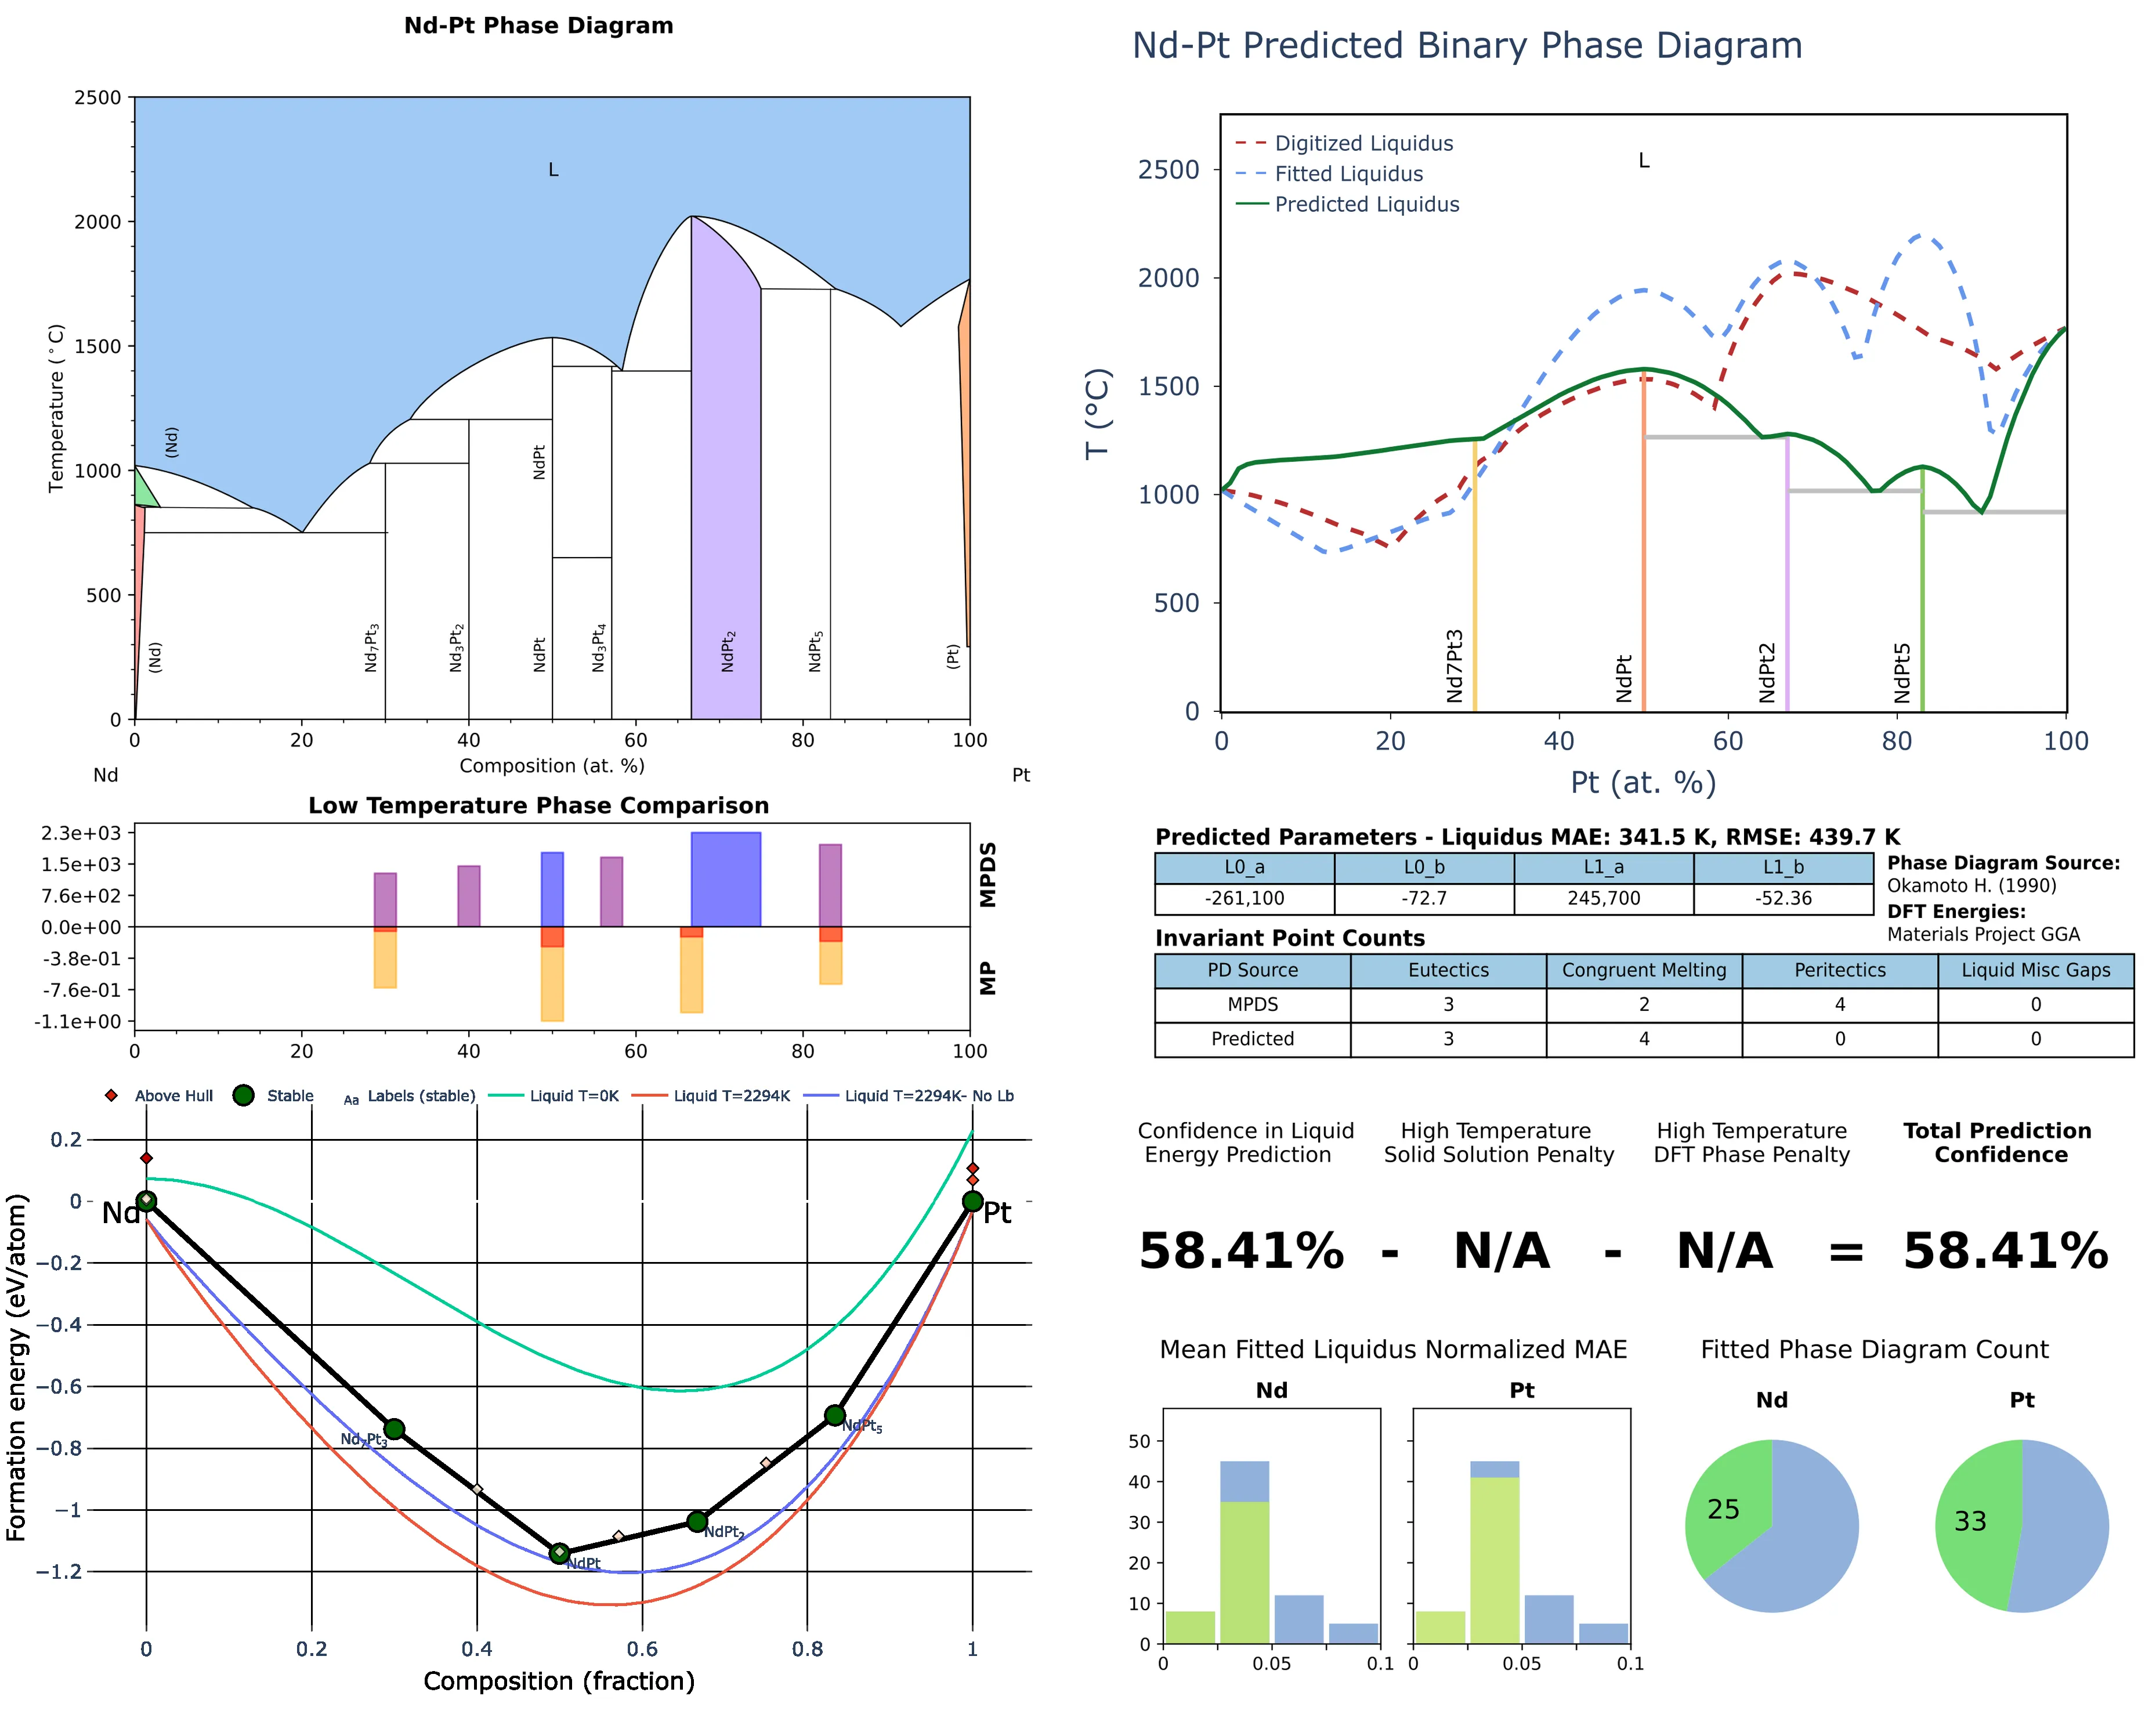 Nd-Pt Phase Diagram
2500
2000
1500
1000
500
0
Temperature (°C)
L
(Nd)
(Nd)
Nd7Pt3
Nd3Pt2
NdPt
NdPt
Nd3Pt4
NdPt2
NdPt5
(Pt)
0 20 40 60 80 100
Composition (at. %)
Nd Pt
Low Temperature Phase Comparison
2.3e+03
1.5e+03
7.6e+02
0.0e+00
-3.8e-01
-7.6e-01
-1.1e+00
MPDS
MP
0 20 40 60 80 100
Above Hull Stable Aa Labels (stable) Liquid T=0K Liquid T=2294K Liquid T=2294K- No Lb
0.2
0
−0.2
−0.4
−0.6
−0.8
−1
−1.2
Formation energy (eV/atom)
Nd
Pt
Nd7Pt3
NdPt
NdPt2
NdPt5
0 0.2 0.4 0.6 0.8 1
Composition (fraction)
Nd-Pt Predicted Binary Phase Diagram
Digitized Liquidus
Fitted Liquidus
Predicted Liquidus
L
2500
2000
1500
1000
500
0
T (°C)
Nd7Pt3
NdPt
NdPt2
NdPt5
0 20 40 60 80 100
Pt (at. %)
Predicted Parameters - Liquidus MAE: 341.5 K, RMSE: 439.7 K
L0_a L0_b L1_a L1_b
-261,100 -72.7 245,700 -52.36
Phase Diagram Source:
Okamoto H. (1990)
DFT Energies:
Materials Project GGA
Invariant Point Counts
PD Source Eutectics Congruent Melting Peritectics Liquid Misc Gaps
MPDS 3 2 4 0
Predicted 3 4 0 0
Confidence in Liquid
Energy Prediction
High Temperature
Solid Solution Penalty
High Temperature
DFT Phase Penalty
Total Prediction
Confidence
58.41% - N/A - N/A = 58.41%
Mean Fitted Liquidus Normalized MAE
Nd Pt
50
40
30
20
10
0
0 0.05 0.1
0 0.05 0.1
Fitted Phase Diagram Count
Nd Pt
25
33